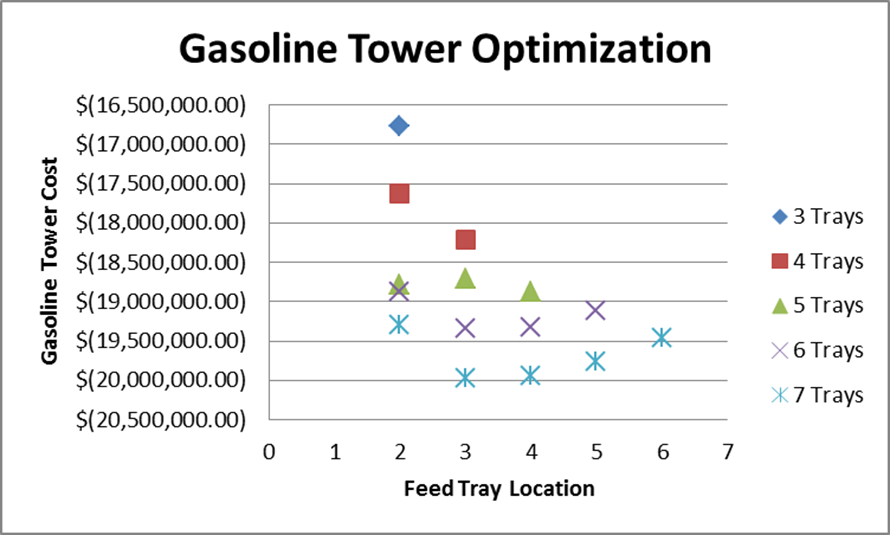 Gasoline Tower Optimization
Gasoline Tower Cost
$(16,500,000.00)
$(17,000,000.00)
$(17,500,000.00)
$(18,000,000.00)
$(18,500,000.00)
$(19,000,000.00)
$(19,500,000.00)
$(20,000,000.00)
$(20,500,000.00)
0 1 2 3 4 5 6 7
Feed Tray Location
3 Trays
4 Trays
5 Trays
6 Trays
7 Trays